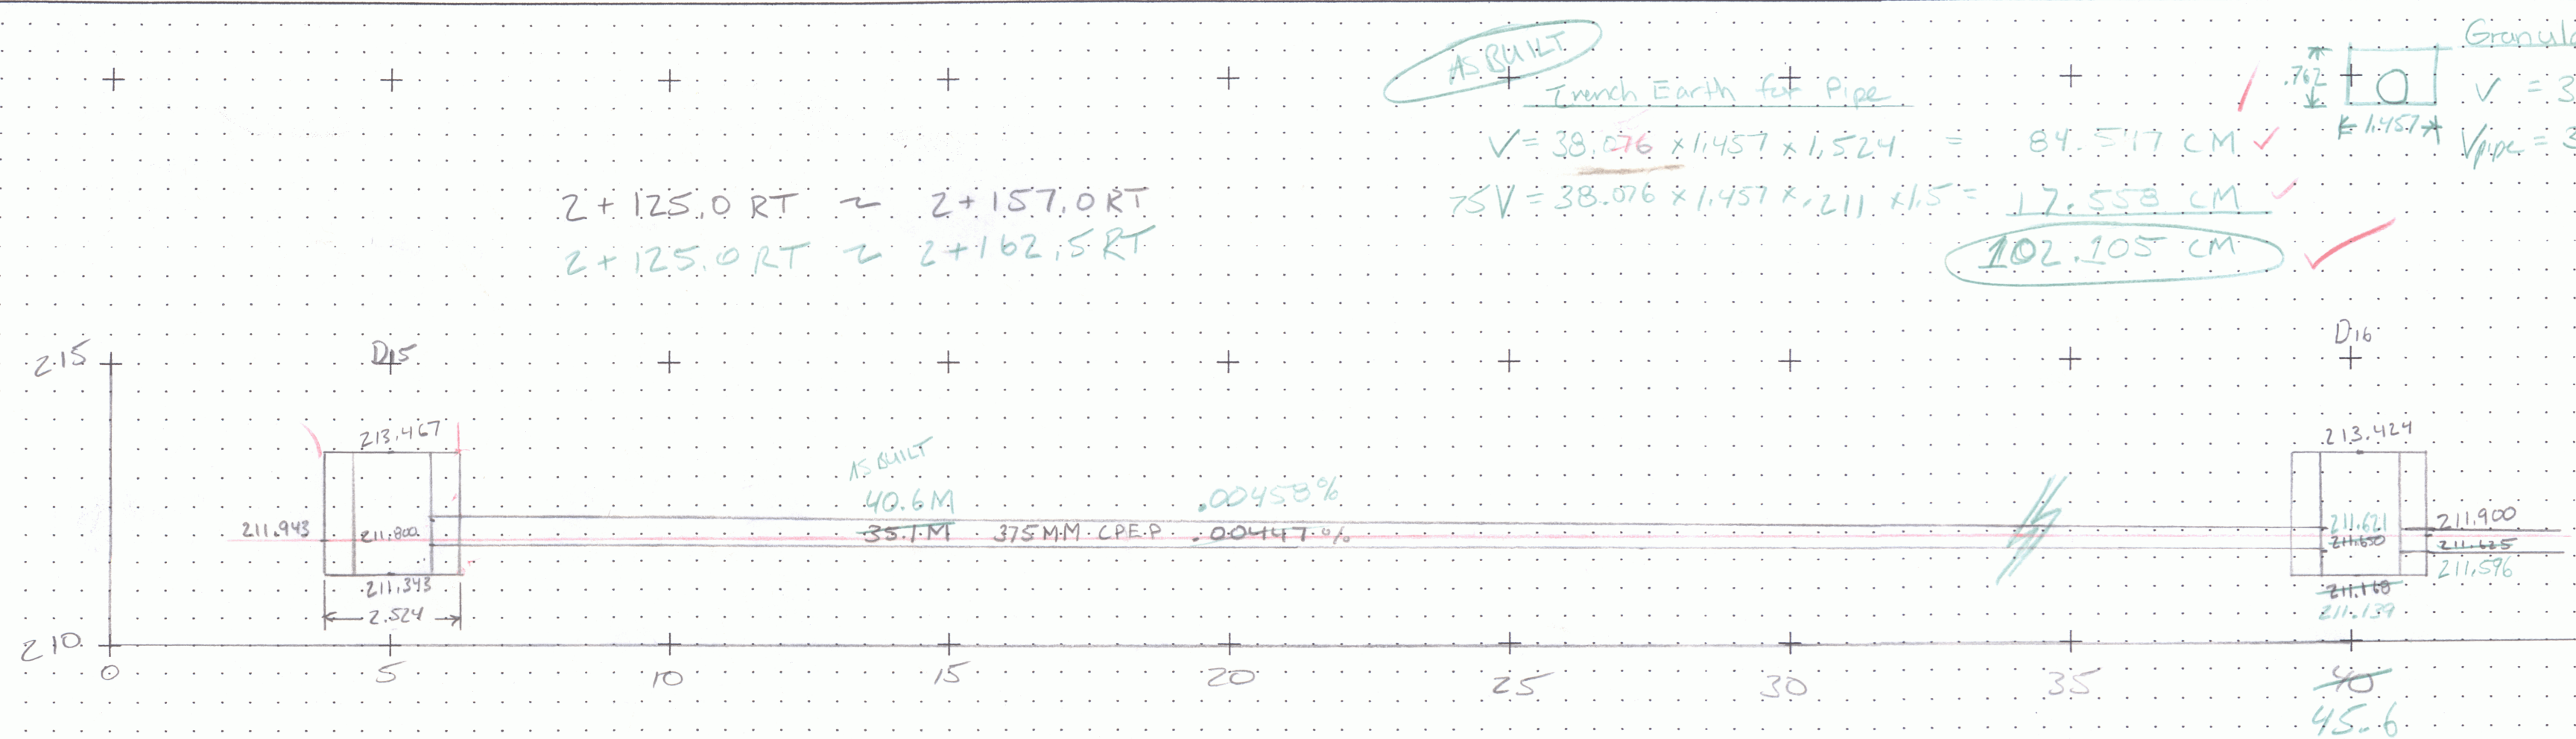 AS BUILT
Trench Earth for Pipe
V = 38.076 x 1.457 x 1.524 = 84.547 CM
75V = 38.076 x 1.457 x .211 x 1.5 = 17.558 CM
102.105 CM
Granula
.762
V = 3
1.457
Vpipe = 3
2 + 125.0 RT ~ 2+157.0 RT
2 + 125.0 RT ~ 2+162.5 RT
215
D15
D16
213.467
213.424
AS BUILT
40.6 M .00458%
35.1 M 375 M.M. C.P.E.P. .00447%
211.943
211.800
211.343
2.524
211.621
211.650
211.900
211.625
211.596
211.168
211.139
210
0 5 10 15 20 25 30 35 40
45.6